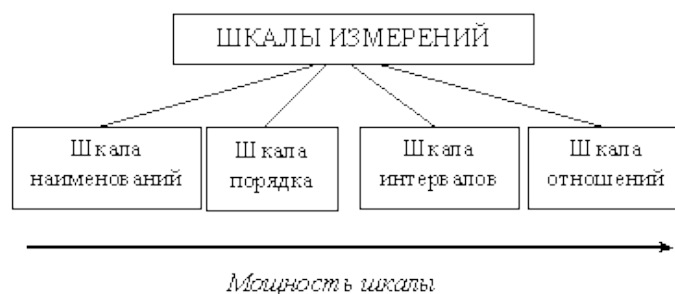 ШКАЛЫ ИЗМЕРЕНИЙ
Шкала
наименований
Шкала
порядка
Шкала
интервалов
Шкала
отношений
Мощность шкалы